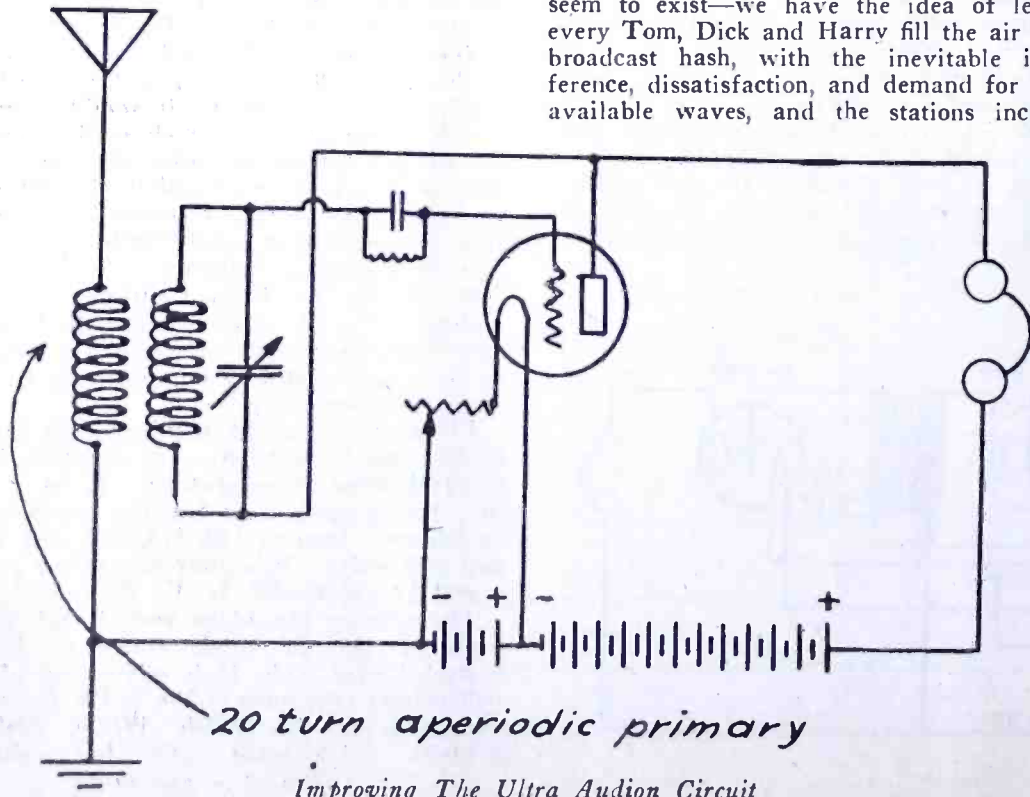 seem to exist—we have the idea of le
every Tom, Dick and Harry fill the air
broadcast hash, with the inevitable i
ference, dissatisfaction, and demand for
available waves, and the stations inc
- + - +
20 turn aperiodic primary
Improving The Ultra Audion Circuit